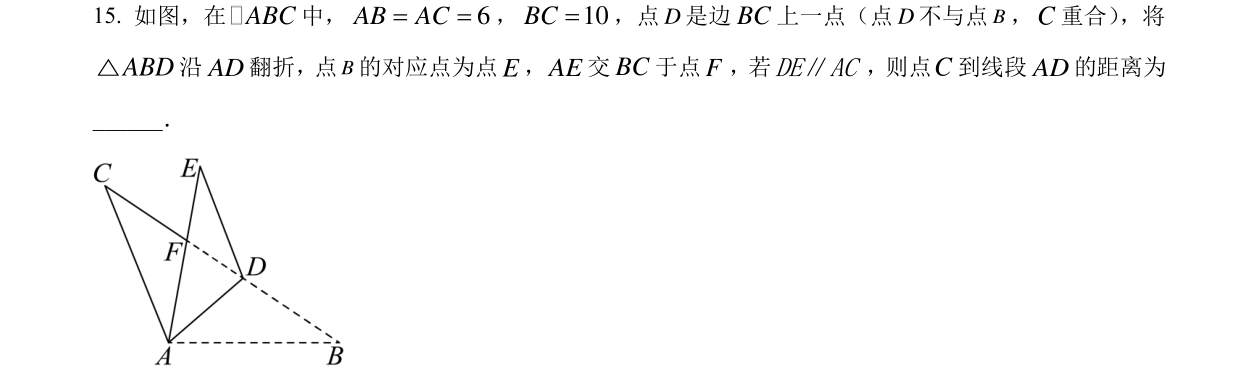 15. 如图，在□ABC 中， AB = AC = 6 ， BC = 10 ，点 D 是边 BC 上一点（点 D 不与点 B ， C 重合），将
△ABD 沿 AD 翻折，点 B 的对应点为点 E ， AE 交 BC 于点 F ，若 DE // AC ，则点 C 到线段 AD 的距离为
______.
C
E
F
D
A
B